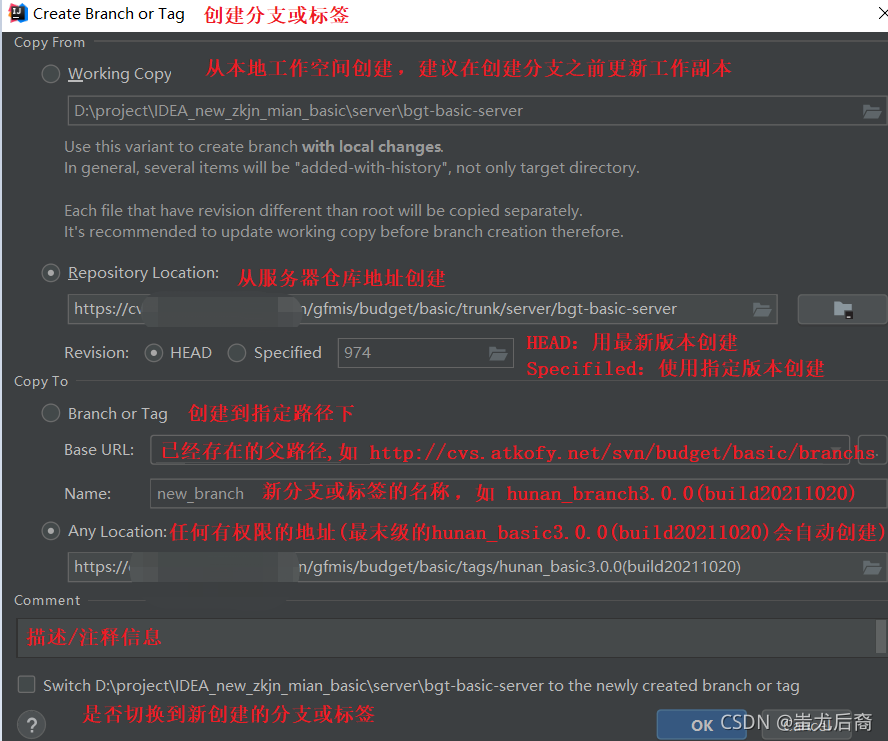 Create Branch or Tag 创建分支或标签
Copy From
Working Copy 从本地工作空间创建，建议在创建分支之前更新工作副本
D:\project\IDEA_new_zkjn_mian_basic\server\bgt-basic-server
Use this variant to create branch with local changes.
In general, several items will be "added-with-history", not only target directory.
Each file that have revision different than root will be copied separately.
It's recommended to update working copy before branch creation therefore.
Repository Location: 从服务器仓库地址创建
https://cv n/gfmis/budget/basic/trunk/server/bgt-basic-server
Revision: HEAD Specified 974 HEAD: 用最新版本创建
Specifiled: 使用指定版本创建
Copy To
Branch or Tag 创建到指定路径下
Base URL: 已经存在的父路径,如 http://cvs.atkofy.net/svn/budget/basic/branchs
Name: new_branch 新分支或标签的名称，如 hunan_branch3.0.0(build20211020)
Any Location: 任何有权限的地址(最末级的hunan_basic3.0.0(build20211020)会自动创建)
https:// n/gfmis/budget/basic/tags/hunan_basic3.0.0(build20211020)
Comment
描述/注释信息
Switch D:\project\IDEA_new_zkjn_mian_basic\server\bgt-basic-server to the newly created branch or tag
? 是否切换到新创建的分支或标签
OK Cancel CSDN @蚩尤后裔